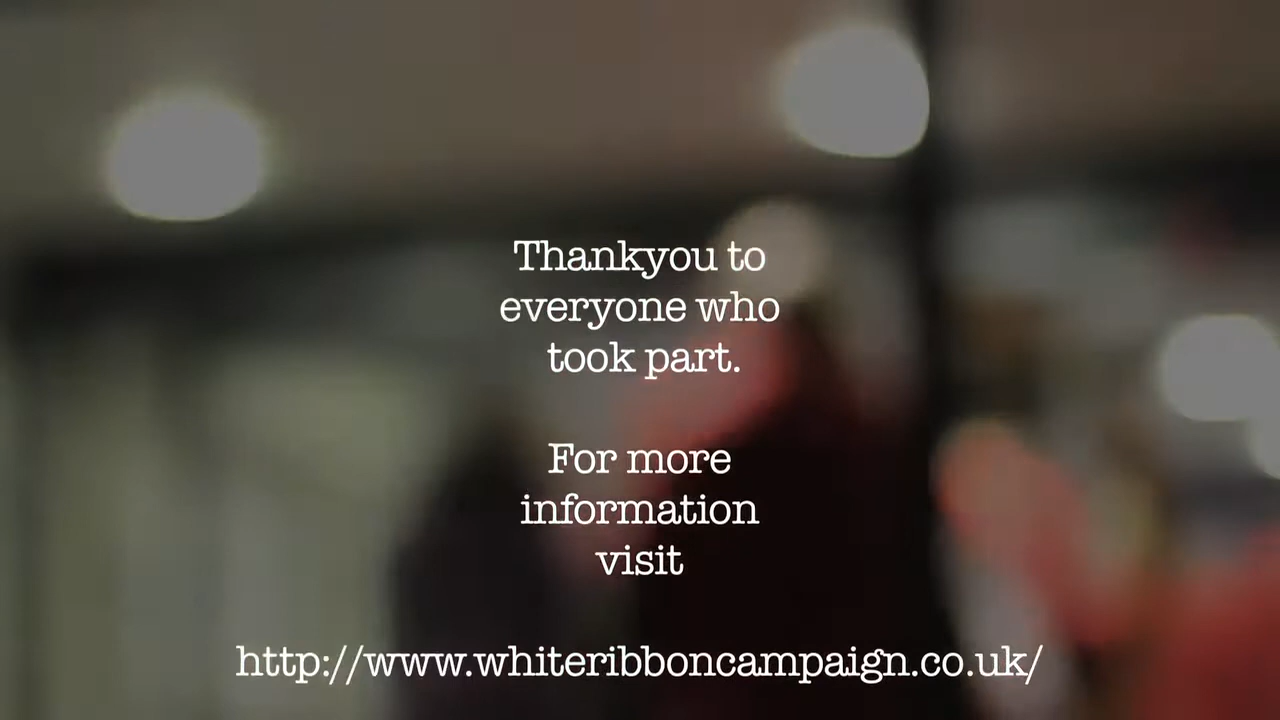 Thankyou to
everyone who
took part.
For more
information
visit
http://www.whiteribboncampaign.co.uk/